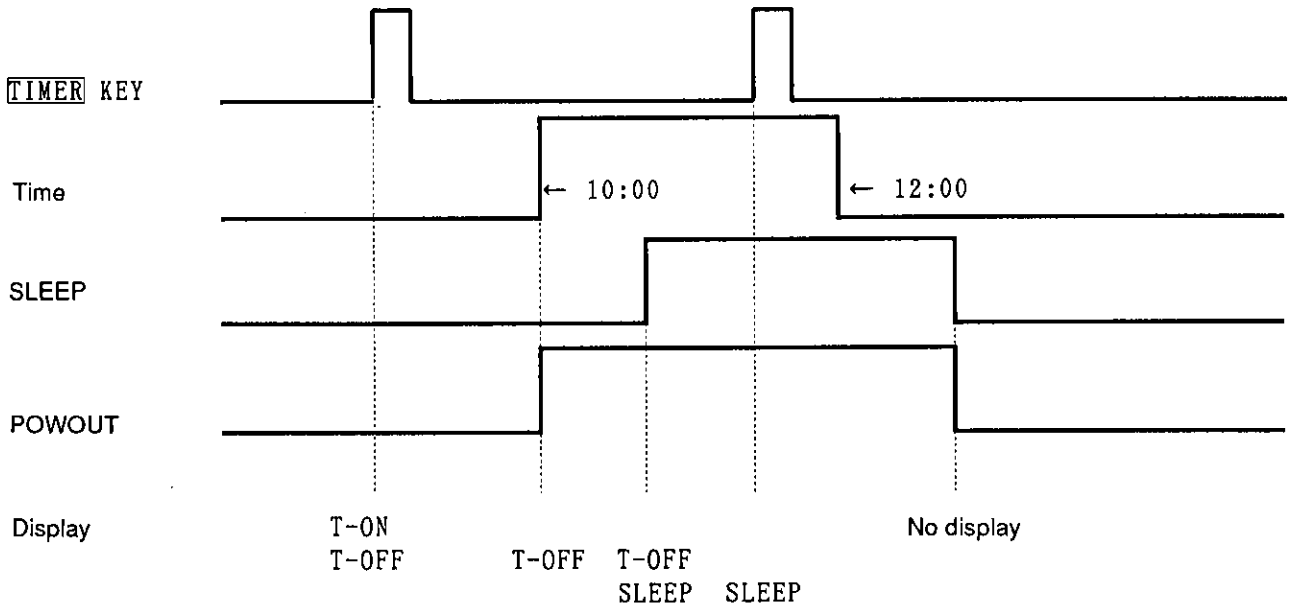 TIMER KEY
Time
← 10:00
← 12:00
SLEEP
POWOUT
Display
T-ON
No display
T-OFF
T-OFF
T-OFF
SLEEP
SLEEP